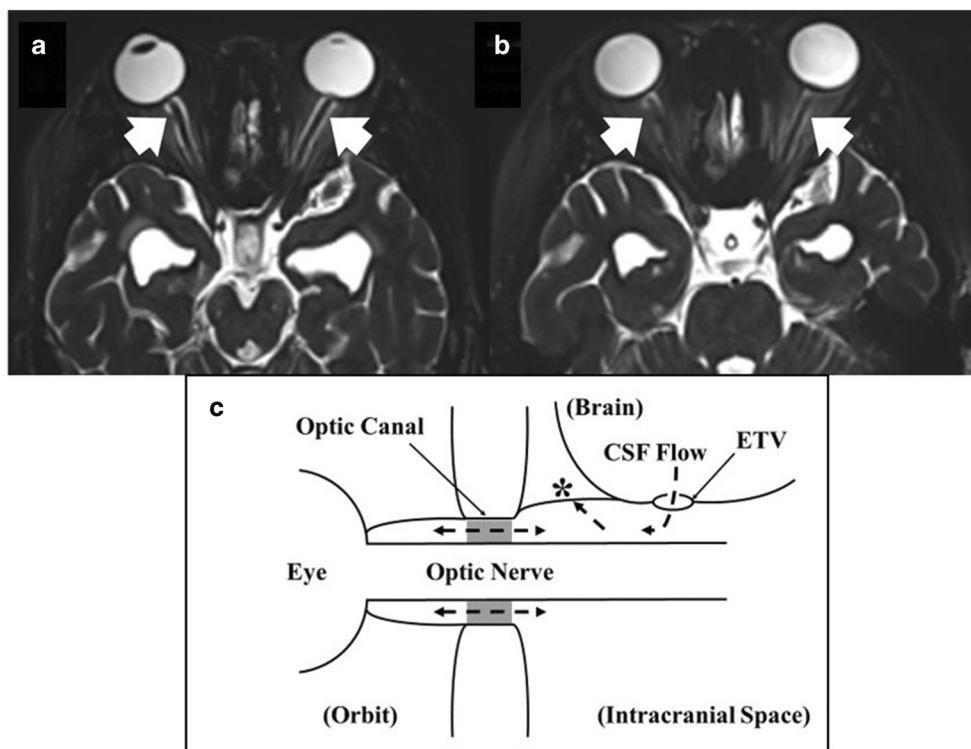 a
b
c
(Brain)
Optic Canal
CSF Flow
ETV
*
Eye
Optic Nerve
(Orbit)
(Intracranial Space)